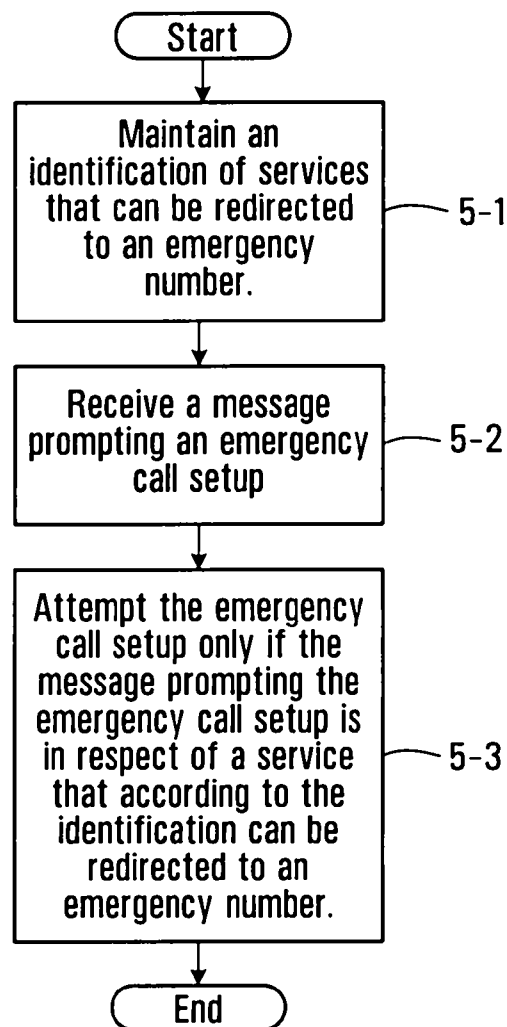 Start
Maintain an
identification of services
that can be redirected
to an emergency
number.
5-1
Receive a message
prompting an emergency
call setup
5-2
Attempt the emergency
call setup only if the
message prompting the
emergency call setup is
in respect of a service
that according to the
identification can be
redirected to an
emergency number.
5-3
End